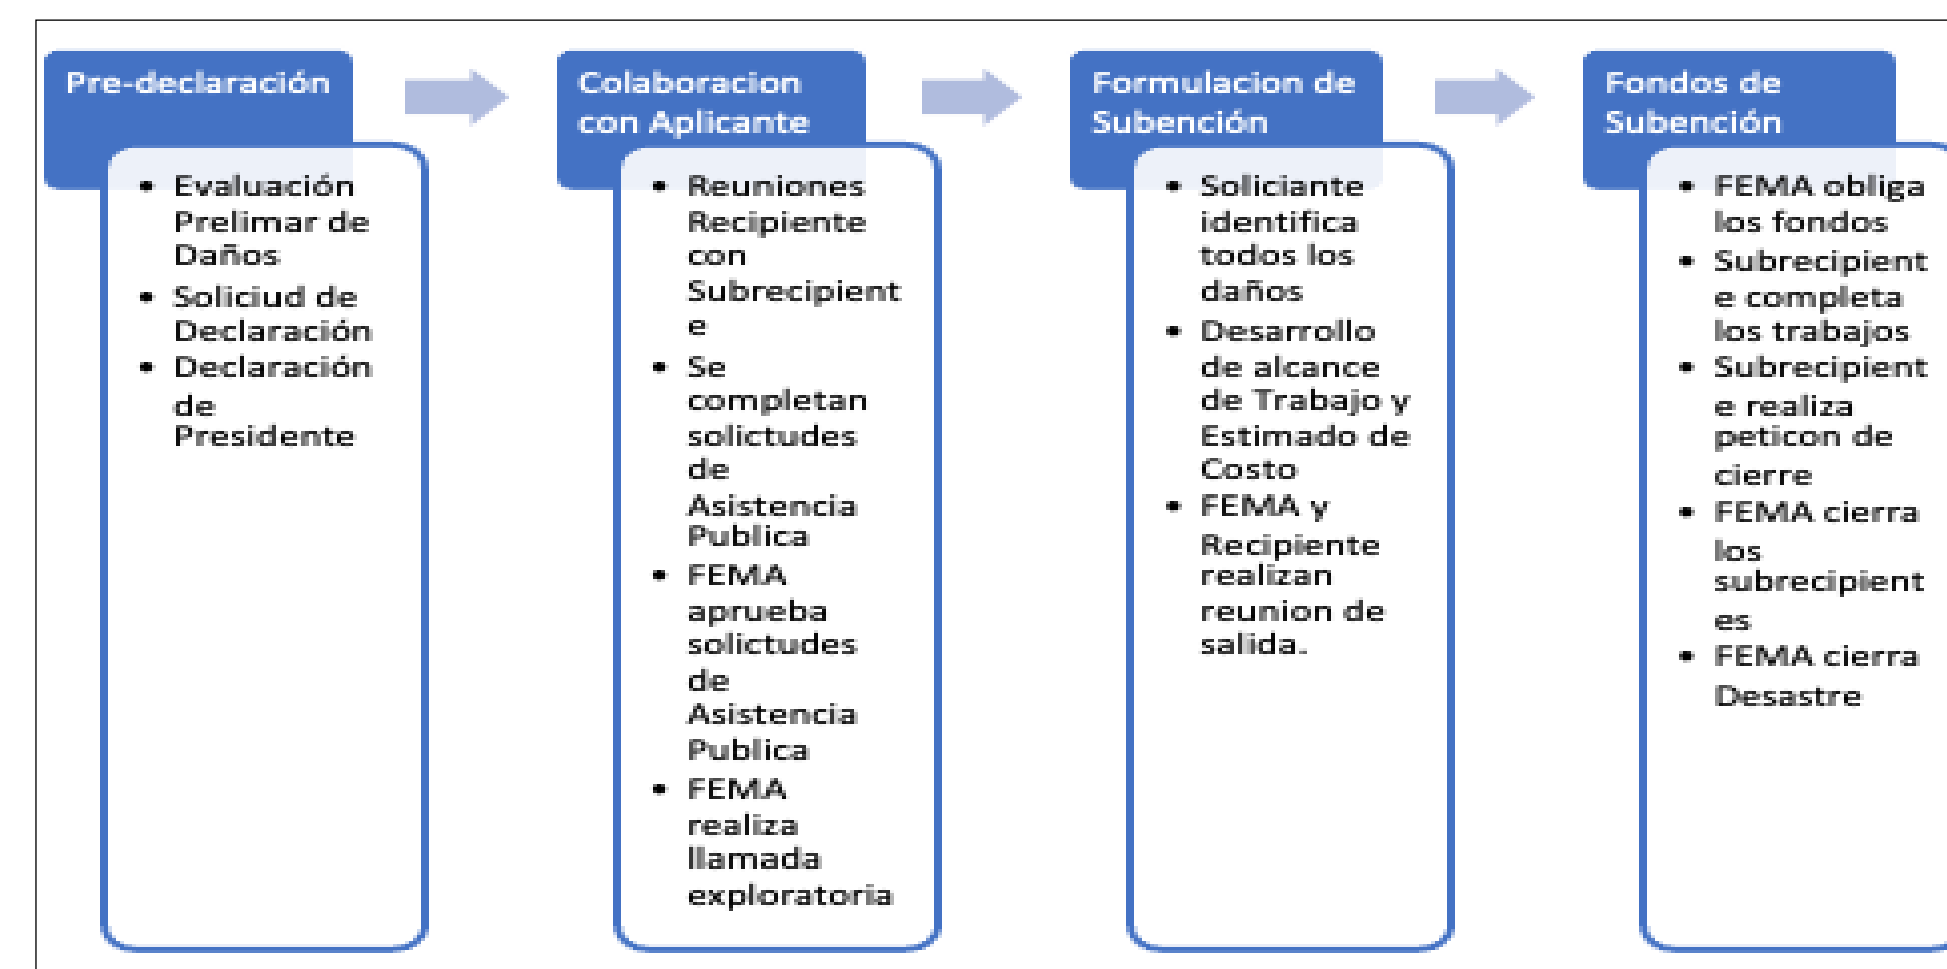 Pre-declaración
• Evaluación
Prelimar de
Daños
• Soliciud de
Declaración
• Declaración
de
Presidente
Colaboracion
con Aplicante
• Reuniones
Recipiente
con
Subrecipient
e
• Se
completan
solictudes
de
Asistencia
Publica
• FEMA
aprueba
solictudes
de
Asistencia
Publica
• FEMA
realiza
llamada
exploratoria
Formulacion de
Subención
• Soliciante
identifica
todos los
daños
• Desarrollo
de alcance
de Trabajo y
Estimado de
Costo
• FEMA y
Recipiente
realizan
reunion de
salida.
Fondos de
Subención
• FEMA obliga
los fondos
• Subrecipient
e completa
los trabajos
• Subrecipient
e realiza
peticon de
cierre
• FEMA cierra
los
subrecipient
es
• FEMA cierra
Desastre